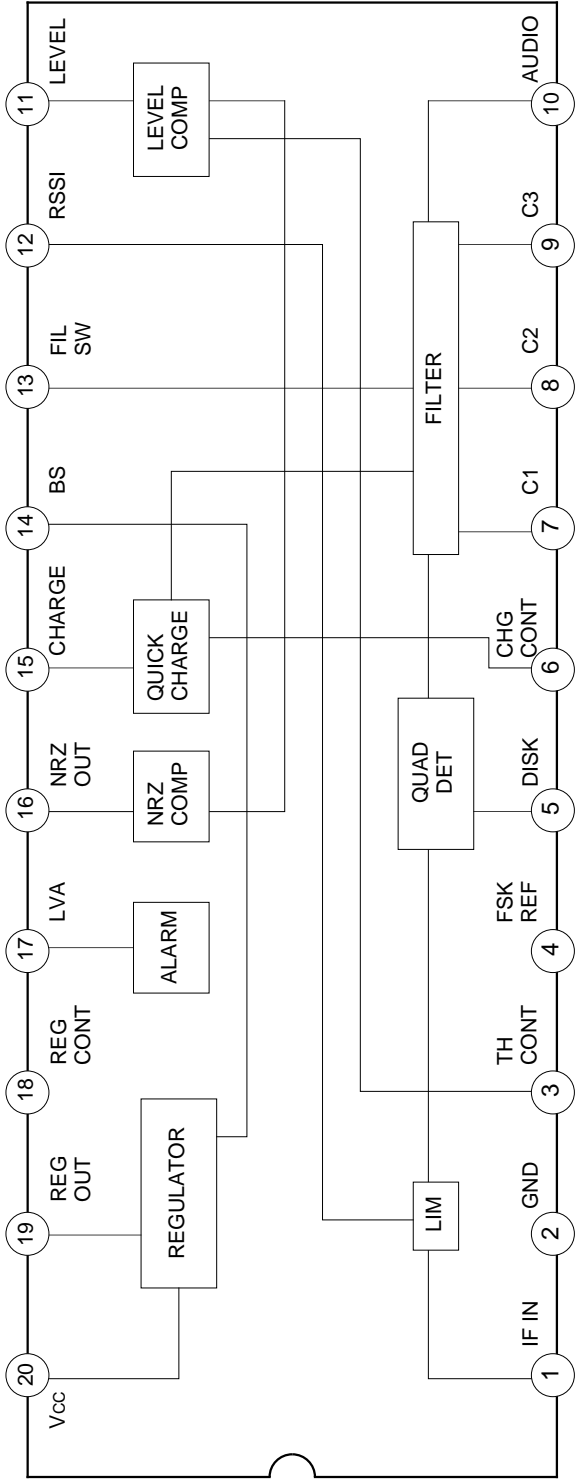 20
19
18
17
16
15
14
13
12
11
Vcc
REG
OUT
REG
CONT
LVA
NRZ
OUT
CHARGE
BS
FIL
SW
RSSI
LEVEL
REGULATOR
ALARM
NRZ
COMP
QUICK
CHARGE
LEVEL
COMP
LIM
QUAD
DET
FILTER
IF IN
GND
TH
CONT
FSK
REF
DISK
CHG
CONT
C1
C2
C3
AUDIO
1
2
3
4
5
6
7
8
9
10